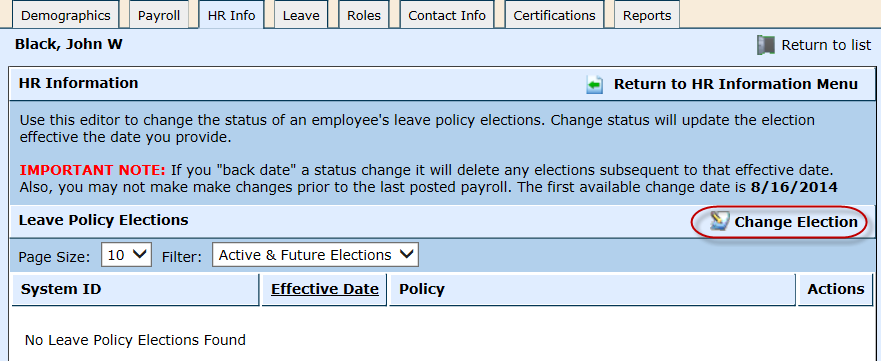 Demographics Payroll HR Info Leave Roles Contact Info Certifications Reports
Black, John W Return to list
HR Information Return to HR Information Menu
Use this editor to change the status of an employee's leave policy elections. Change status will update the election
effective the date you provide.
IMPORTANT NOTE: If you "back date" a status change it will delete any elections subsequent to that effective date.
Also, you may not make make changes prior to the last posted payroll. The first available change date is 8/16/2014
Leave Policy Elections Change Election
Page Size: 10 Filter: Active & Future Elections
System ID Effective Date Policy Actions
No Leave Policy Elections Found